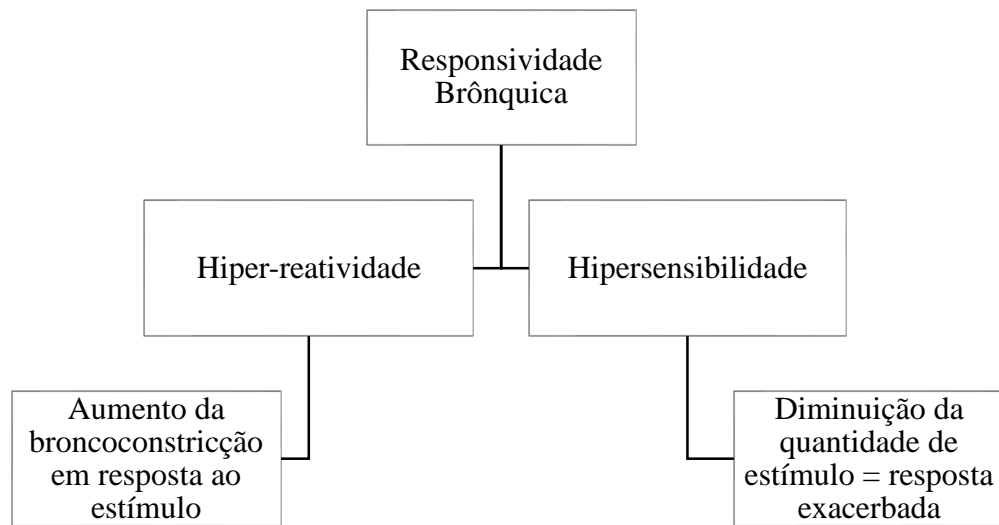 Responsividade
Brônquica
Hiper-reatividade
Hipersensibilidade
Aumento da
broncoconstricção
em resposta ao
estímulo
Diminuição da
quantidade de
estímulo = resposta
exacerbada